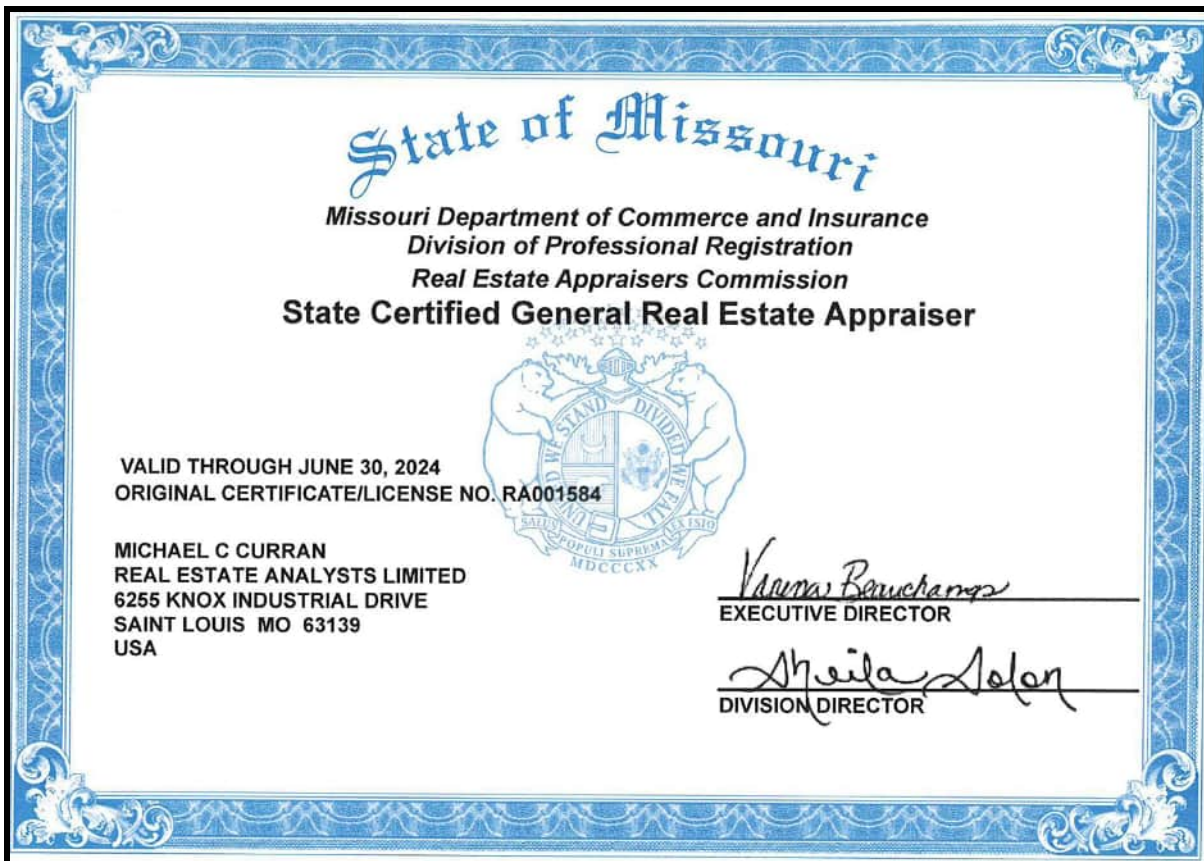 State of Missouri
Missouri Department of Commerce and Insurance
Division of Professional Registration
Real Estate Appraisers Commission
State Certified General Real Estate Appraiser
UNITED WE STAND DIVIDED WE FALL
SALUS POPULI SUPREMA LEX ESTO
MDCCCXX
VALID THROUGH JUNE 30, 2024
ORIGINAL CERTIFICATE/LICENSE NO. RA001584
MICHAEL C CURRAN
REAL ESTATE ANALYSTS LIMITED
6255 KNOX INDUSTRIAL DRIVE
SAINT LOUIS MO 63139
USA
Vanena Beauchamps
EXECUTIVE DIRECTOR
Sheila Solon
DIVISION DIRECTOR